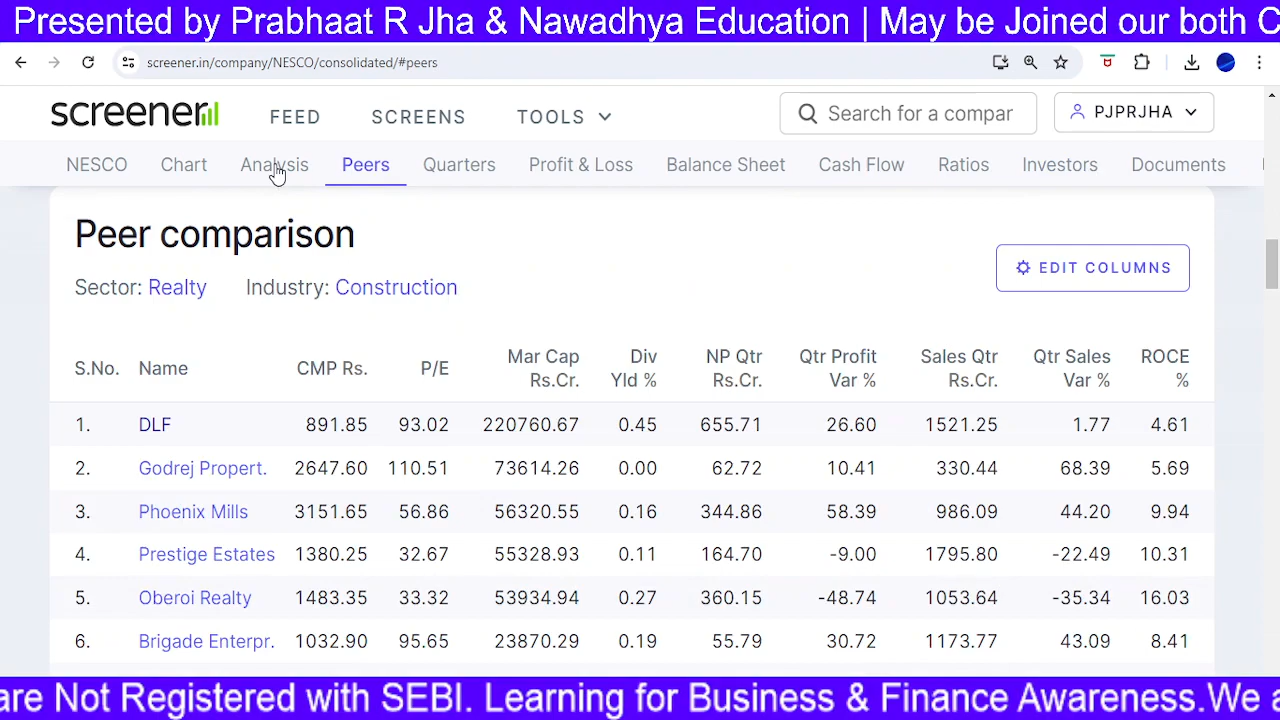 Presented by Prabhaat R Jha & Nawadhya Education | May be Joined our both C
screener.in/company/NESCO/consolidated/#peers
screener FEED SCREENS TOOLS Search for a compar PJPRJHA
NESCO Chart Analysis Peers Quarters Profit & Loss Balance Sheet Cash Flow Ratios Investors Documents
Peer comparison
Sector: Realty Industry: Construction
EDIT COLUMNS
S.No. Name CMP Rs. P/E Mar Cap Rs.Cr. Div Yld % NP Qtr Rs.Cr. Qtr Profit Var % Sales Qtr Rs.Cr. Qtr Sales Var % ROCE %
1. DLF 891.85 93.02 220760.67 0.45 655.71 26.60 1521.25 1.77 4.61
2. Godrej Propert. 2647.60 110.51 73614.26 0.00 62.72 10.41 330.44 68.39 5.69
3. Phoenix Mills 3151.65 56.86 56320.55 0.16 344.86 58.39 986.09 44.20 9.94
4. Prestige Estates 1380.25 32.67 55328.93 0.11 164.70 -9.00 1795.80 -22.49 10.31
5. Oberoi Realty 1483.35 33.32 53934.94 0.27 360.15 -48.74 1053.64 -35.34 16.03
6. Brigade Enterpr. 1032.90 95.65 23870.29 0.19 55.79 30.72 1173.77 43.09 8.41
are Not Registered with SEBI. Learning for Business & Finance Awareness.We a